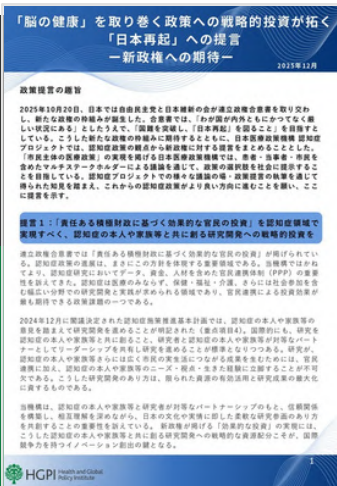 「脳の健康」を取り巻く政策への戦略的投資が拓く
「日本再起」への提言
ー新政権への期待ー
2025年12月
政策提言の趣旨
2025年10月20日、日本では自由民主党と日本維新の会が連立政権合意書を取り交わ
し、新たな政権の枠組みが誕生した。合意書では、「わが国が内外ともにかつてなく厳
しい状況にある」としたうえで、「国難を突破し、「日本再起」を図ること」を目指すと
している。こうした新たな政権の枠組みに期待するとともに、日本医療政策機構 認知症
プロジェクトでは、認知症政策の観点から新政権に対する提言をまとめることとした。
「市民主体の医療政策」の実現を掲げる日本医療政策機構では、患者・当事者・市民を
含めたマルチステークホルダーによる議論を通じて、政策の選択肢を社会に提示するこ
とを目指している。認知症プロジェクトでの様々な議論の場・政策提言の執筆を通じて
得られた知見を踏まえ、これからの認知症政策がより良い方向に進むことを願い、ここ
に提言を示す。
提言1：「責任ある積極財政に基づく効果的な官民の投資」を認知症領域で
実現すべく、認知症の本人や家族等と共に創る研究開発への戦略的投資を
連立政権合意書では「責任ある積極財政に基づく効果的な官民の投資」が掲げられてい
る。認知症政策の進展は、まさにこの方針を体現する重要な領域である。当機構ではかね
てより、認知症研究においてデータ、資金、人材を含めた官民連携体制（PPP）の重要
性を訴えてきた。認知症は医療のみならず、保健・福祉・介護、さらには社会参加を含
む幅広い分野での研究開発と実践が求められる領域であり、官民連携による投資効果が
最も期待できる政策課題の一つである。
2024年12月に閣議決定された認知症施策推進基本計画では、認知症の本人や家族等の
意見を踏まえて研究開発を進めることが明記された（重点目標4）。国際的にも、研究を
認知症の本人や家族等と共に創ること、研究者と認知症の本人や家族等が対等なパート
ナーとしてリーダーシップを共有し研究を進めることが標準となりつつある。研究が、
認知症の本人や家族等さらには広く市民の実生活につながる成果を生むためには、官民
連携に加え、認知症の本人や家族等のニーズ・視点・生きた経験に立脚することが不可
欠である。こうした研究開発のあり方は、限られた資源の有効活用と研究成果の最大化
に資するものである。
当機構は、認知症の本人や家族等と研究者が対等なパートナーシップのもと、信頼関係
を構築し、相互理解を深めながら、日本の文化や実情に即した柔軟な研究参画のあり方
を共創することの重要性を訴えている。 新政権が掲げる「効果的な投資」の実現には、
こうした認知症の本人や家族等と共に創る研究開発への戦略的な資源配分こそが、国際
競争力を持つイノベーション創出の鍵となる。
HGPI Health and Global
Policy Institute
1